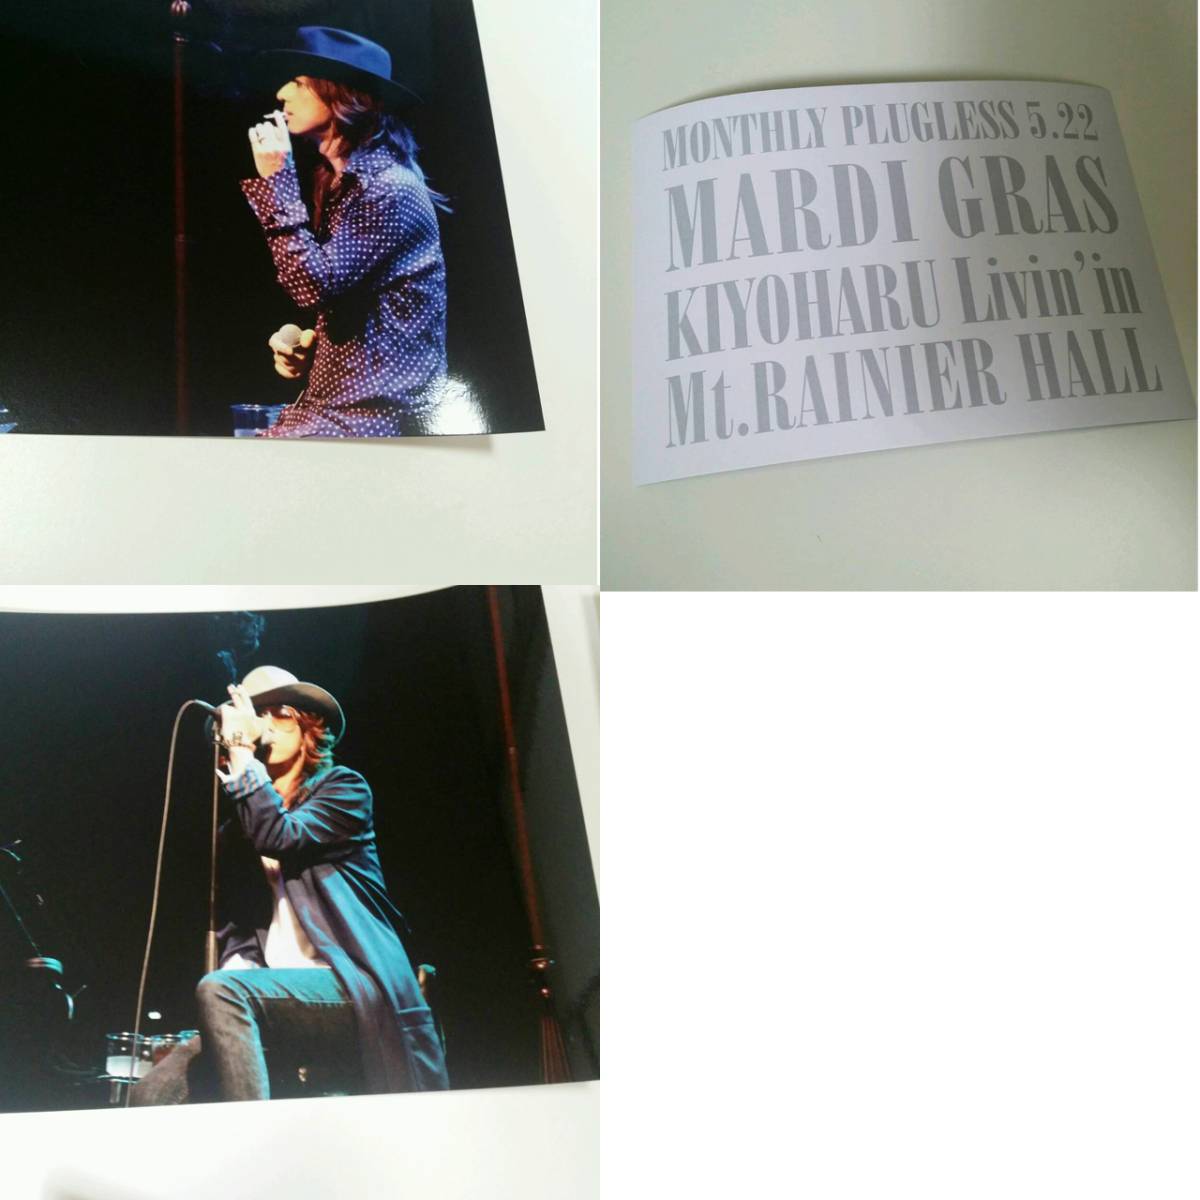 MONTHLY PLUGLESS 5.22
MARDI GRAS
KIYOHARU Livin' in
Mt.RAINIER HALL